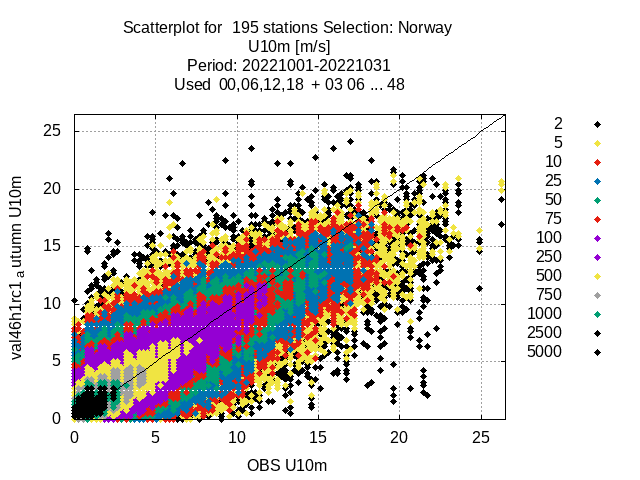 Scatterplot for  195 stations Selection: Norway
U10m [m/s]
Period: 20221001-20221031
Used  00,06,12,18  + 03 06 ... 48
val46h1rc1 a utumn U10m
25
20
15
10
5
0
0 5 10 15 20 25
OBS U10m
2
5
10
25
50
75
100
250
500
750
1000
2500
5000